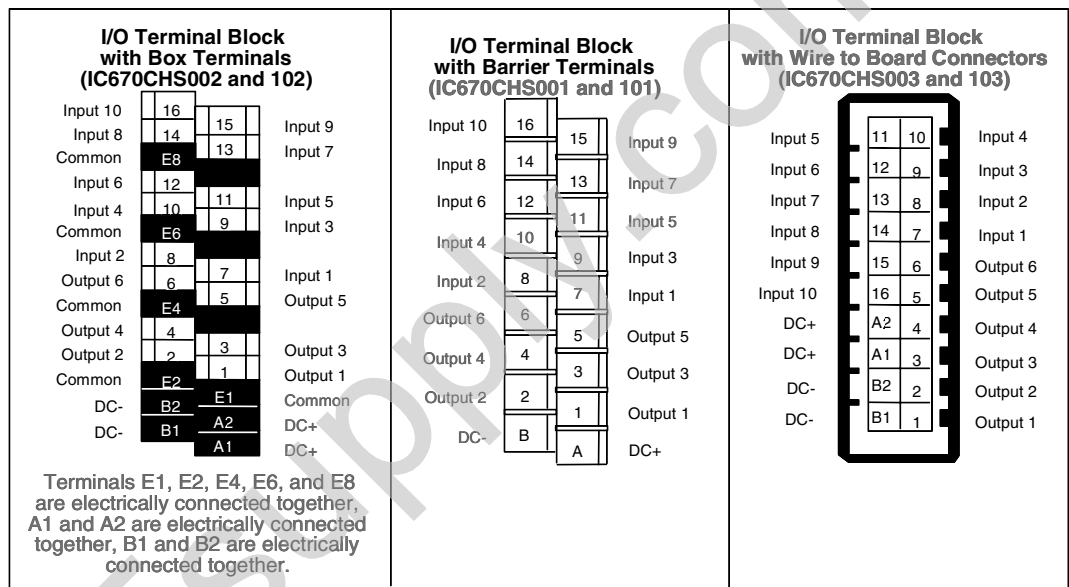 I/O Terminal Block
with Box Terminals
(IC670CHS002 and 102)
Input 10 16
15 Input 9
Input 8 14
13 Input 7
Common E8
Input 6 12
11 Input 5
Input 4 10
9 Input 3
Common E6
Input 2 8
7 Input 1
Output 6 6
5 Output 5
Common E4
Output 4 4
3 Output 3
Output 2 2
1 Output 1
Common E2
E1 Common
DC- B2
A2 DC+
DC- B1
A1 DC+
Terminals E1, E2, E4, E6, and E8
are electrically connected together,
A1 and A2 are electrically connected
together, B1 and B2 are electrically
connected together.
I/O Terminal Block
with Barrier Terminals
(IC670CHS001 and 101)
Input 10 16
15 Input 9
Input 8 14
13 Input 7
Input 6 12
11 Input 5
Input 4 10
9 Input 3
Input 2 8
7 Input 1
Output 6 6
5 Output 5
Output 4 4
3 Output 3
Output 2 2
1 Output 1
DC- B
A DC+
I/O Terminal Block
with Wire to Board Connectors
(IC670CHS003 and 103)
Input 5 11 10 Input 4
Input 6 12 9 Input 3
Input 7 13 8 Input 2
Input 8 14 7 Input 1
Input 9 15 6 Output 6
Input 10 16 5 Output 5
DC+ A2 4 Output 4
DC+ A1 3 Output 3
DC- B2 2 Output 2
DC- B1 1 Output 1